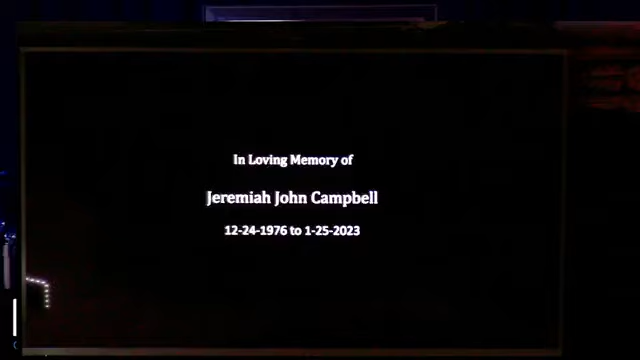 In Loving Memory of
Jeremiah John Campbell
12-24-1976 to 1-25-2023